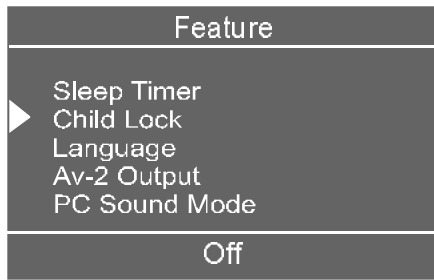 Feature
Sleep Timer
Child Lock
Language
Av-2 Output
PC Sound Mode
Off